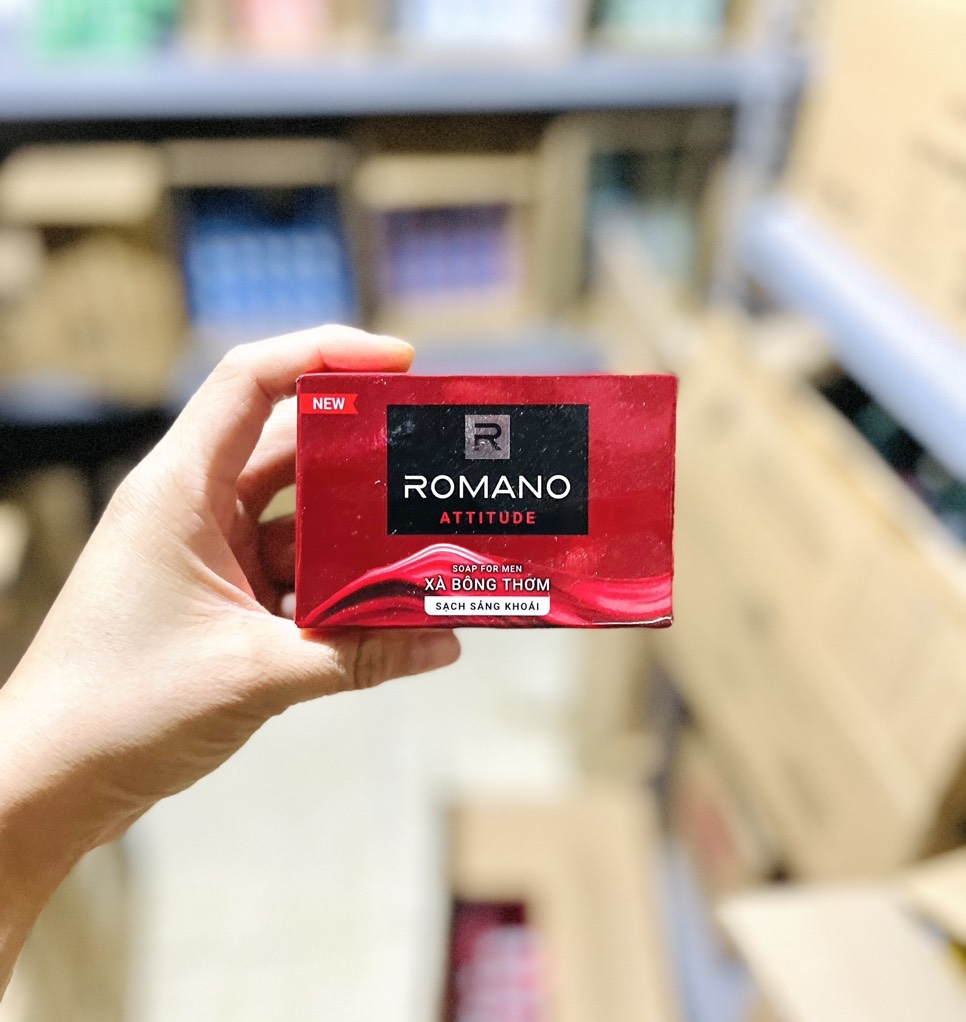 NEW
R
ROMANO
ATTITUDE
SOAP FOR MEN
XÀ BÔNG THƠM
SẠCH SẢNG KHOÁI